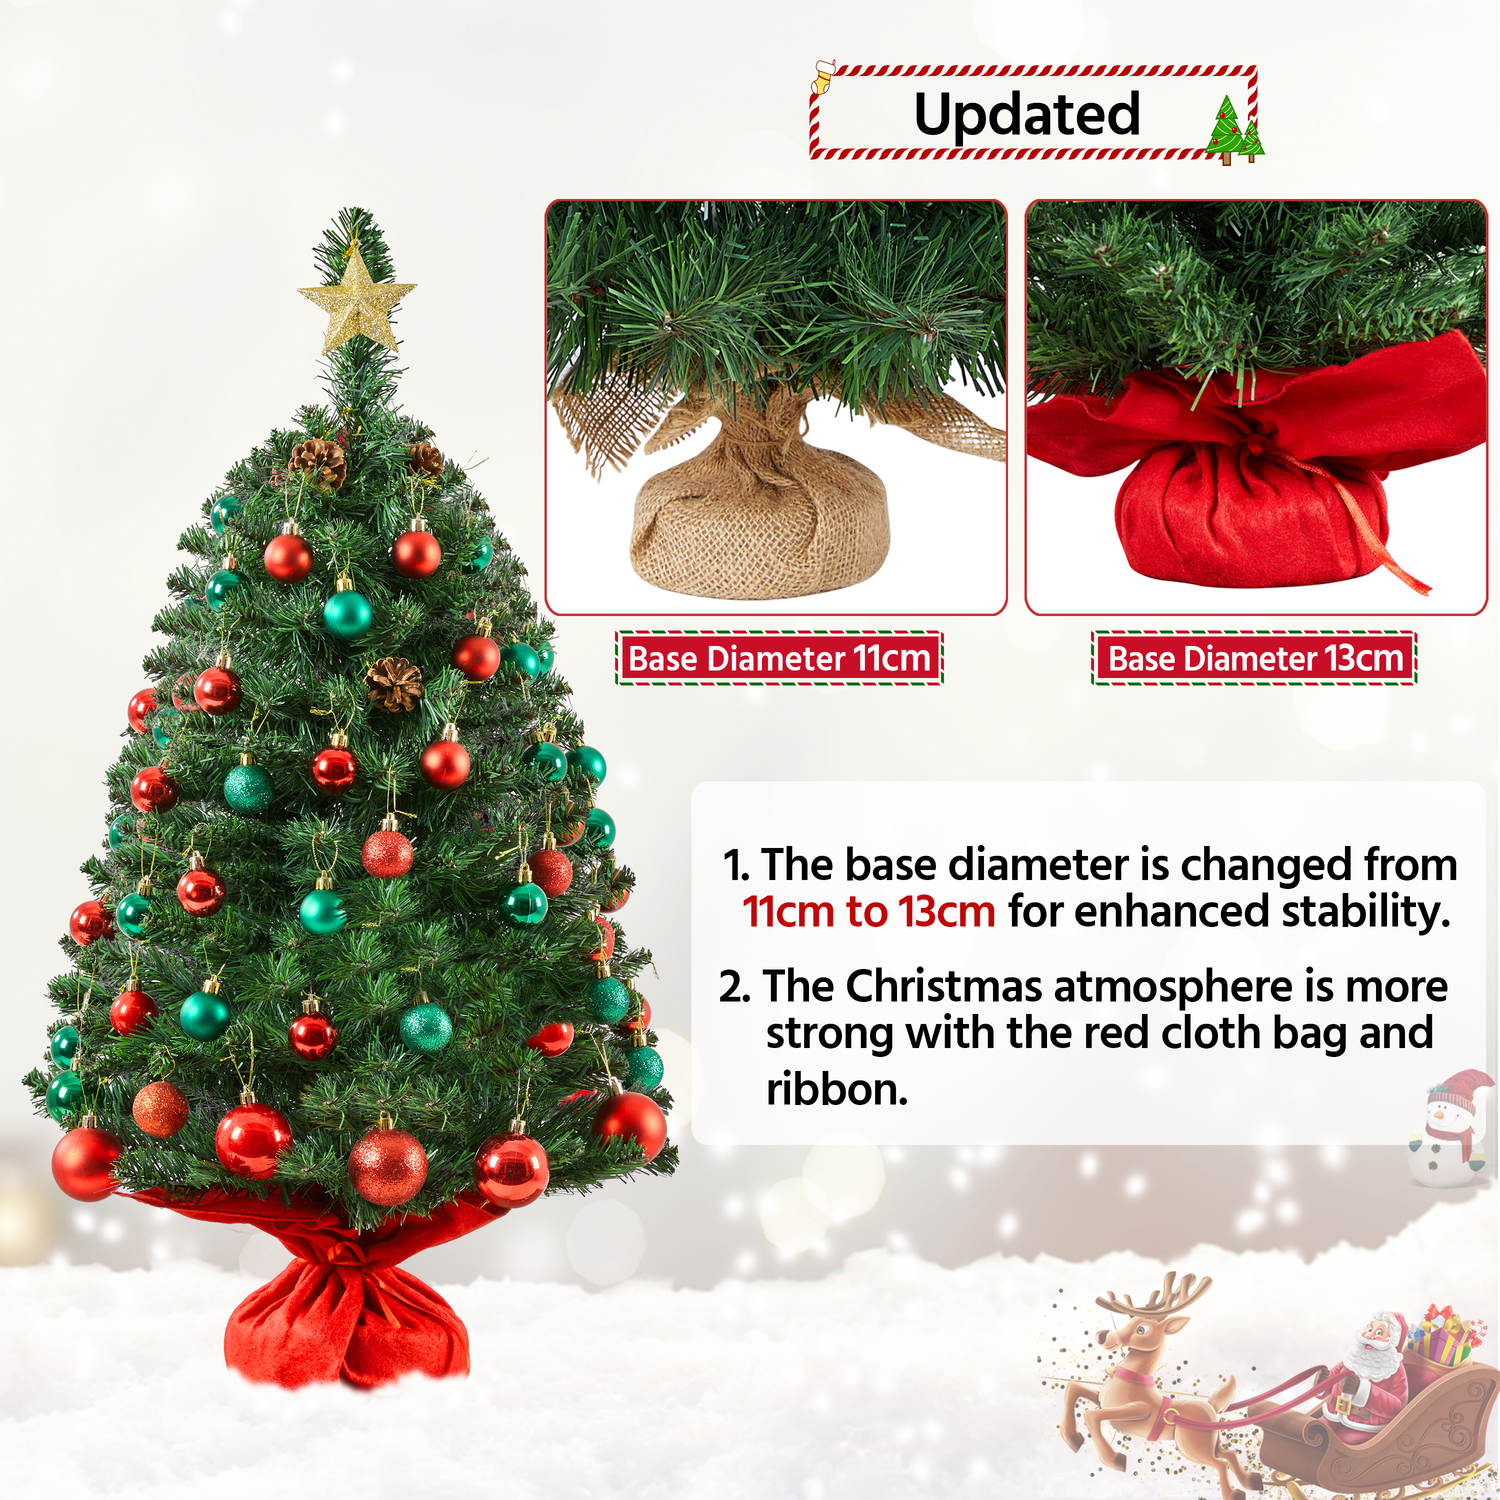 Updated
Base Diameter 11cm
Base Diameter 13cm
1. The base diameter is changed from
11cm to 13cm for enhanced stability.
2. The Christmas atmosphere is more
strong with the red cloth bag and
ribbon.